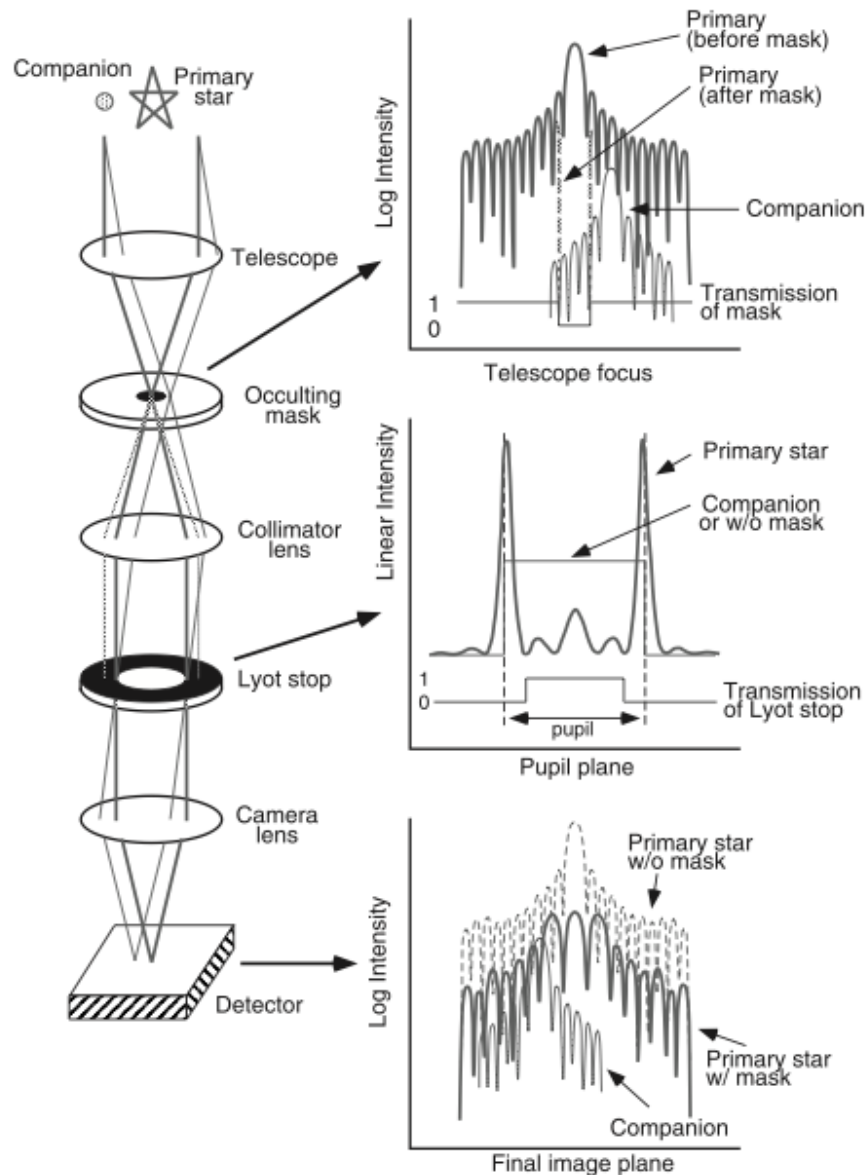 Companion
Primary
star
Telescope
Occulting
mask
Collimator
lens
Lyot stop
Camera
lens
Detector
Log Intensity
Primary
(before mask)
Primary
(after mask)
Companion
1
0
Transmission
of mask
Telescope focus
Linear Intensity
Primary star
Companion
or w/o mask
1
0
Transmission
of Lyot stop
pupil
Pupil plane
Log Intensity
Primary star
w/o mask
Primary star
w/ mask
Companion
Final image plane